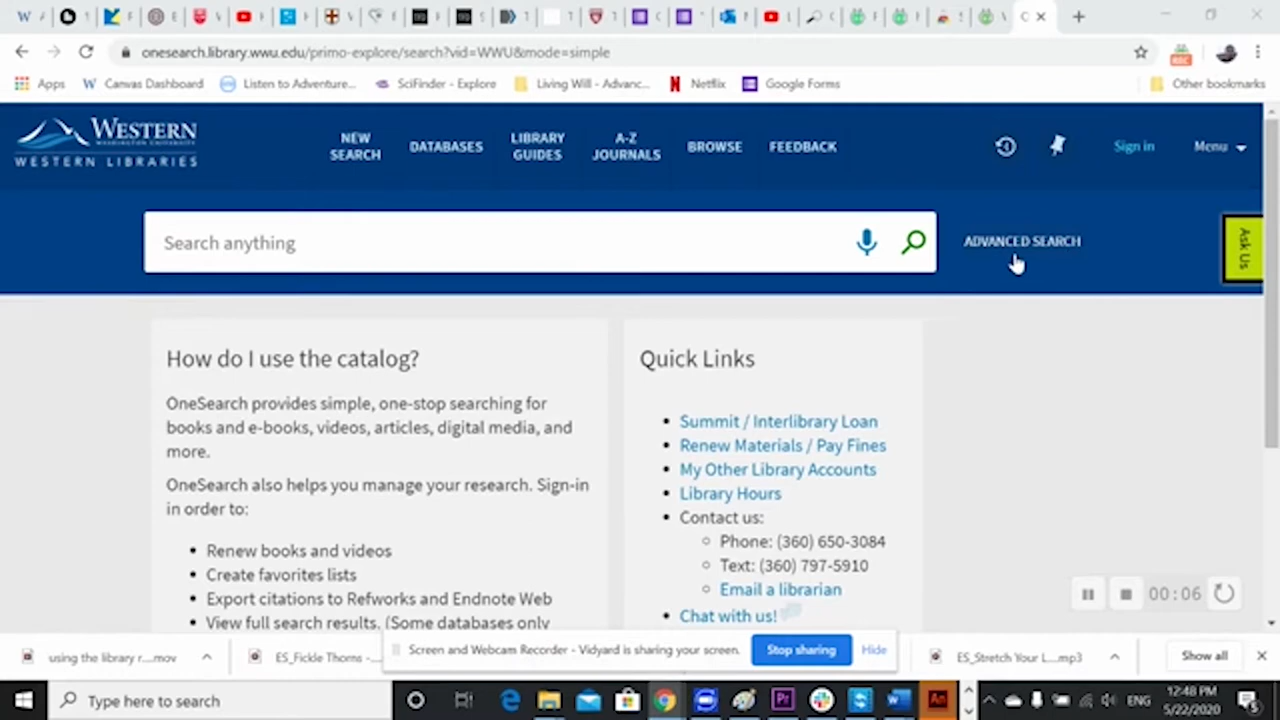 onesearch.library.wwu.edu/primo-explore/search?vid=WWU&mode=simple
REC
Apps Canvas Dashboard Listen to Adventure... SciFinder - Explore Living Will - Advanc... Netflix Google Forms Other bookmarks
WESTERN
WASHINGTON UNIVERSITY
WESTERN LIBRARIES
NEW SEARCH
DATABASES
LIBRARY GUIDES
A-Z JOURNALS
BROWSE
FEEDBACK
Sign in
Menu
Search anything
ADVANCED SEARCH
Ask Us
How do I use the catalog?
OneSearch provides simple, one-stop searching for
books and e-books, videos, articles, digital media, and
more.
OneSearch also helps you manage your research. Sign-in
in order to:
Renew books and videos
Create favorites lists
Export citations to Refworks and Endnote Web
View full search results. (Some databases only
Quick Links
Summit / Interlibrary Loan
Renew Materials / Pay Fines
My Other Library Accounts
Library Hours
Contact us:
Phone: (360) 650-3084
Text: (360) 797-5910
Email a librarian
Chat with us!
00:06
using the library r....mov
ES_Fickle Thorns -...
Screen and Webcam Recorder - Vidyard is sharing your screen.
Stop sharing
Hide
ES_Stretch Your L....mp3
Show all
Type here to search
Pr
An
ENG
12:48 PM
5/22/2020
5